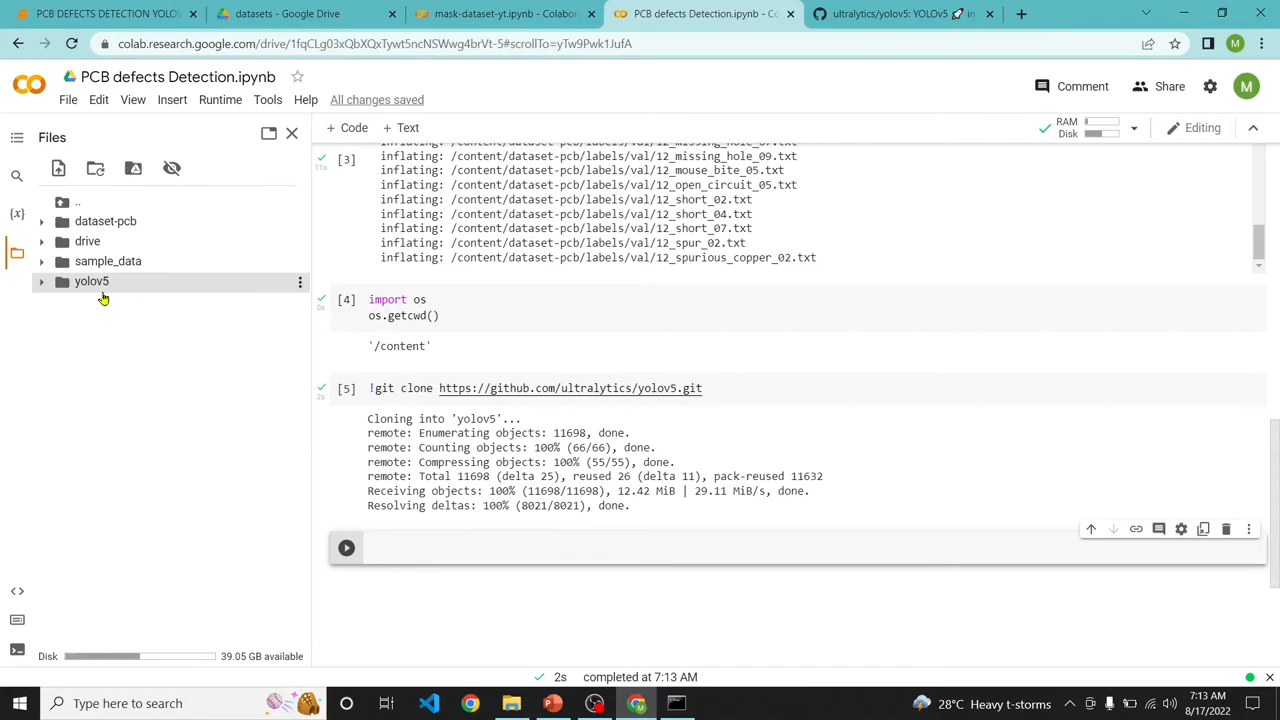 PCB DEFECTS DETECTION YOLOV
datasets - Google Drive
mask-dataset-yt.ipynb - Colabor
PCB defects Detection.ipynb - Co
ultralytics/yolov5: YOLOv5 🚀 in
colab.research.google.com/drive/1fqCLg03xQbXQxTywt5ncNSWwg4brVt-5#scrollTo=yTw9Pwk1JufA
M
PCB defects Detection.ipynb
Comment
Share
M
File Edit View Insert Runtime Tools Help All changes saved
Files
+ Code + Text
RAM
Disk
Editing
..
dataset-pcb
drive
sample_data
yolov5
[3]
11s
inflating: /content/dataset-pcb/labels/val/12_missing_hole_09.txt
inflating: /content/dataset-pcb/labels/val/12_mouse_bite_05.txt
inflating: /content/dataset-pcb/labels/val/12_open_circuit_05.txt
inflating: /content/dataset-pcb/labels/val/12_short_02.txt
inflating: /content/dataset-pcb/labels/val/12_short_04.txt
inflating: /content/dataset-pcb/labels/val/12_short_07.txt
inflating: /content/dataset-pcb/labels/val/12_spur_02.txt
inflating: /content/dataset-pcb/labels/val/12_spurious_copper_02.txt
[4] import os
0s
os.getcwd()
'/content'
[5] !git clone https://github.com/ultralytics/yolov5.git
2s
Cloning into 'yolov5'...
remote: Enumerating objects: 11698, done.
remote: Counting objects: 100% (66/66), done.
remote: Compressing objects: 100% (55/55), done.
remote: Total 11698 (delta 25), reused 26 (delta 11), pack-reused 11632
Receiving objects: 100% (11698/11698), 12.42 MiB | 29.11 MiB/s, done.
Resolving deltas: 100% (8021/8021), done.
Disk
39.05 GB available
2s completed at 7:13 AM
Type here to search
28°C Heavy t-storms
7:13 AM
8/17/2022